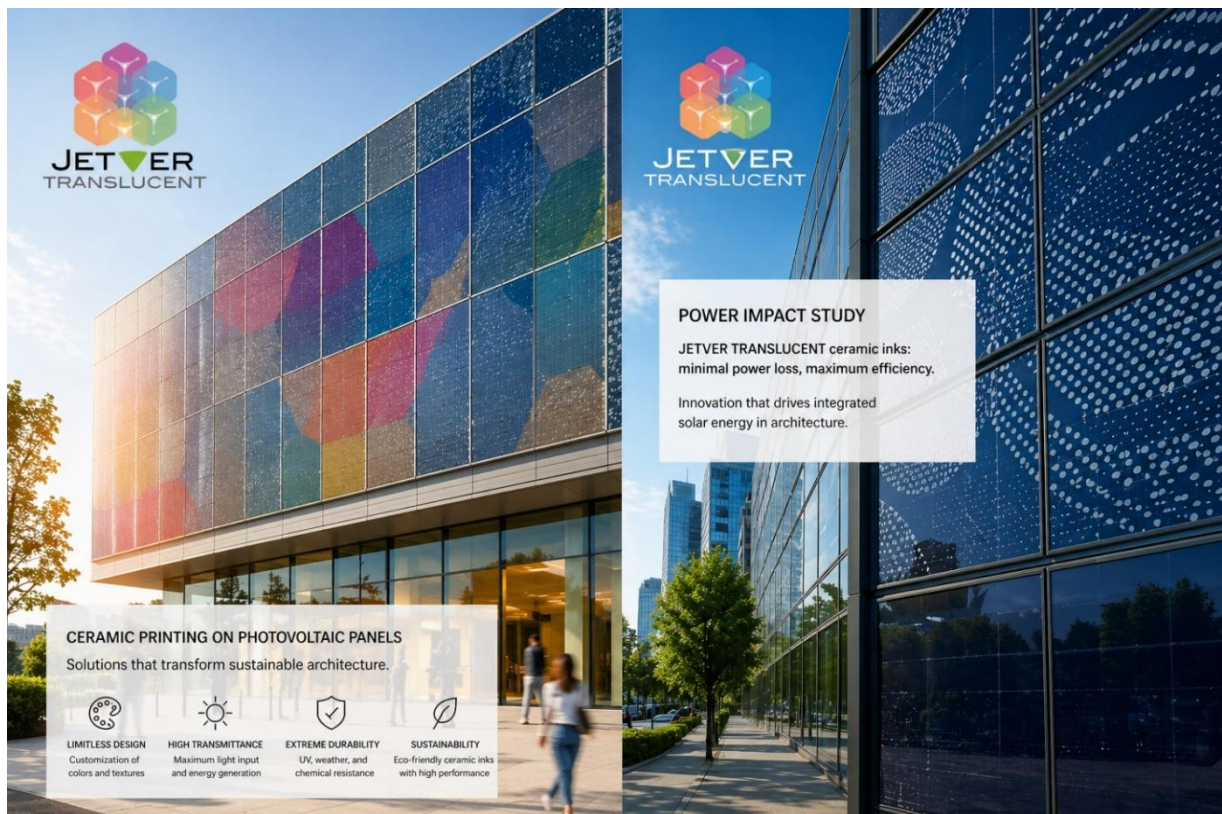 JETVER
TRANSLUCENT
CERAMIC PRINTING ON PHOTOVOLTAIC PANELS
Solutions that transform sustainable architecture.
LIMITLESS DESIGN
Customization of
colors and textures
HIGH TRANSMITTANCE
Maximum light input
and energy generation
EXTREME DURABILITY
UV, weather, and
chemical resistance
SUSTAINABILITY
Eco-friendly ceramic inks
with high performance
JETVER
TRANSLUCENT
POWER IMPACT STUDY
JETVER TRANSLUCENT ceramic inks:
minimal power loss, maximum efficiency.
Innovation that drives integrated
solar energy in architecture.